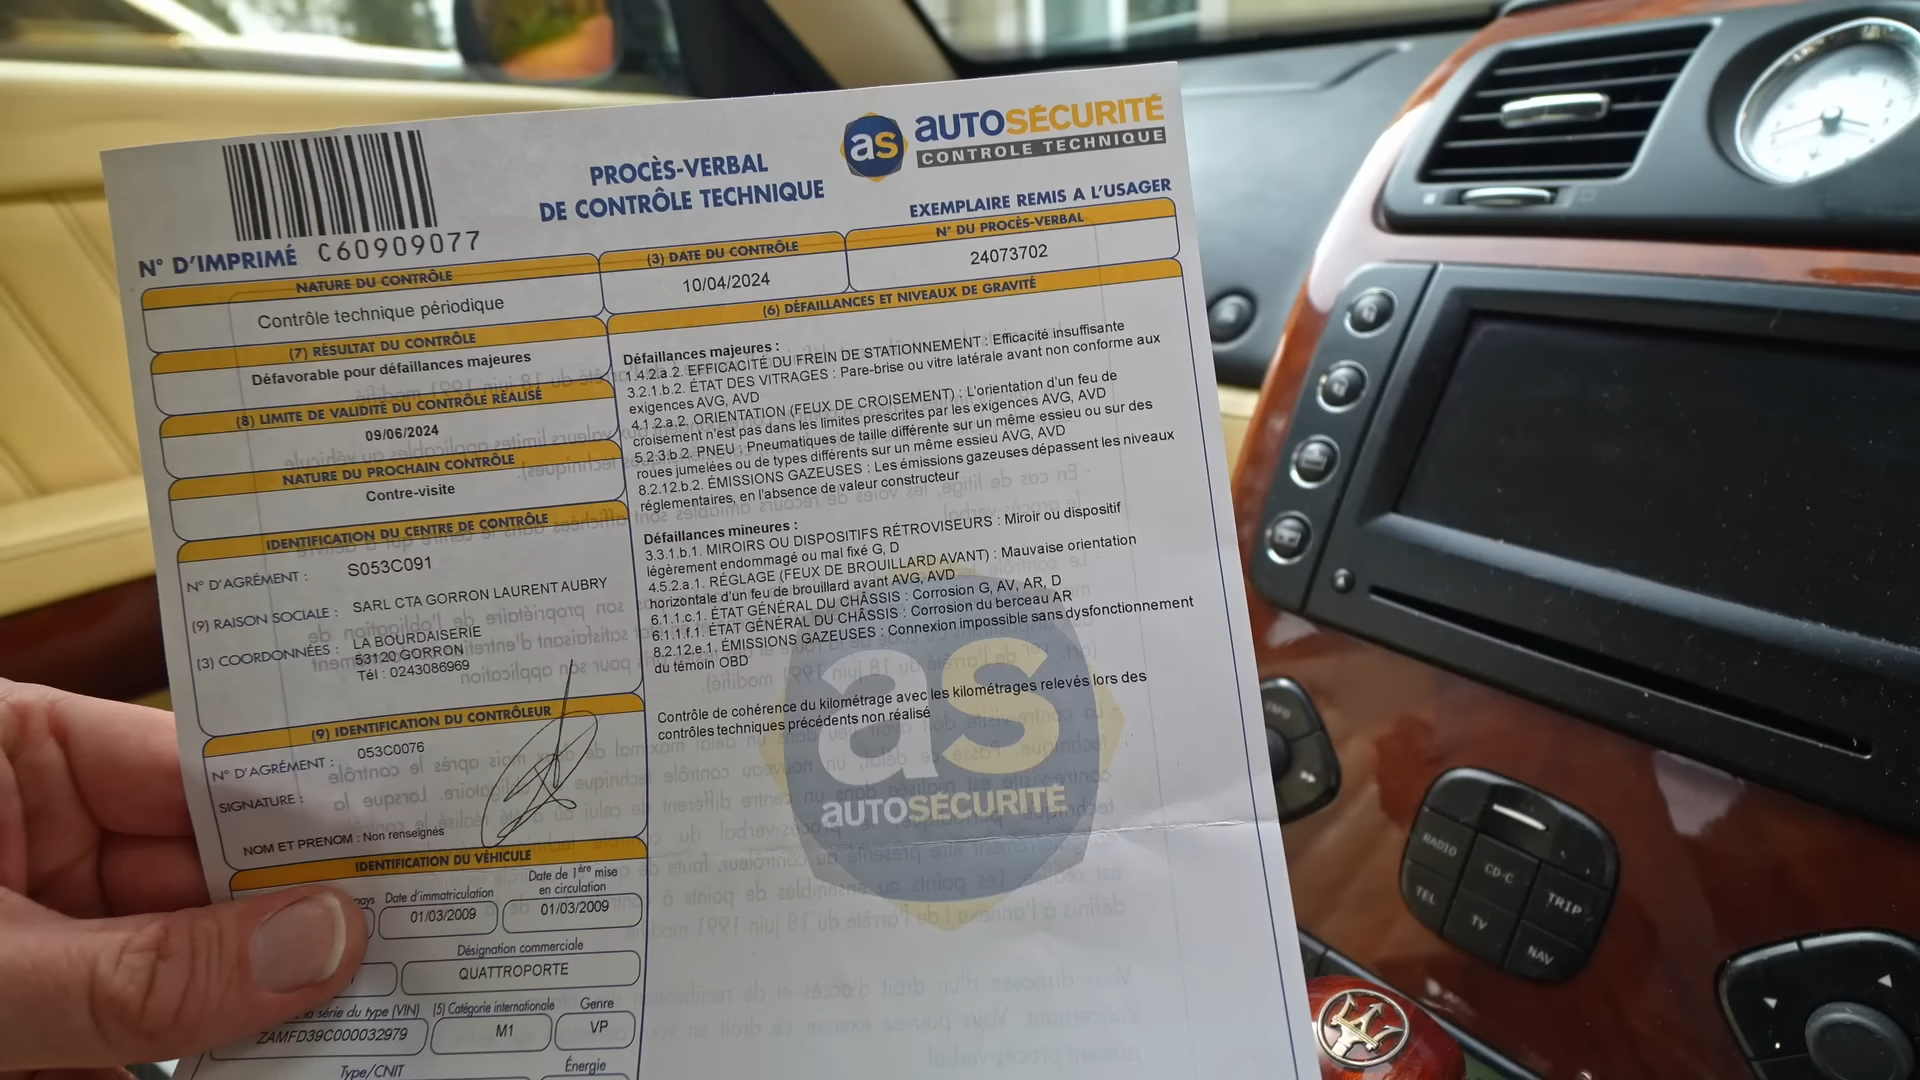 as AUTOSÉCURITÉ
CONTROLE TECHNIQUE
PROCÈS-VERBAL
DE CONTRÔLE TECHNIQUE
EXEMPLAIRE REMIS A L'USAGER
N° D'IMPRIMÉ C60909077
NATURE DU CONTRÔLE
Contrôle technique périodique
(3) DATE DU CONTRÔLE
10/04/2024
N° DU PROCÈS-VERBAL
24073702
(7) RÉSULTAT DU CONTRÔLE
Défavorable pour défaillances majeures
(8) LIMITE DE VALIDITÉ DU CONTRÔLE RÉALISÉ
09/06/2024
NATURE DU PROCHAIN CONTRÔLE
Contre-visite
IDENTIFICATION DU CENTRE DE CONTRÔLE
N° D'AGRÉMENT : S053C091
(9) RAISON SOCIALE : SARL CTA GORRON LAURENT AUBRY
(3) COORDONNÉES : LA BOURDAISERIE
53120 GORRON
Tél : 0243086969
(9) IDENTIFICATION DU CONTRÔLEUR
N° D'AGRÉMENT : 053C0076
SIGNATURE :
NOM ET PRENOM : Non renseignés
IDENTIFICATION DU VÉHICULE
pays
Date d'immatriculation
01/03/2009
Date de 1ère mise
en circulation
01/03/2009
Désignation commerciale
QUATTROPORTE
la série du type (VIN)
ZAMFD39C000032979
(5) Catégorie internationale
M1
Genre
VP
Type/CNIT
Énergie
(6) DÉFAILLANCES ET NIVEAUX DE GRAVITÉ
Défaillances majeures :
1.4.2.a.2. EFFICACITÉ DU FREIN DE STATIONNEMENT : Efficacité insuffisante
3.2.1.b.2. ÉTAT DES VITRAGES : Pare-brise ou vitre latérale avant non conforme aux
exigences AVG, AVD
4.1.2.a.2. ORIENTATION (FEUX DE CROISEMENT) : L'orientation d'un feu de
croisement n'est pas dans les limites prescrites par les exigences AVG, AVD
5.2.3.b.2. PNEU : Pneumatiques de taille différente sur un même essieu ou sur des
roues jumelées ou de types différents sur un même essieu AVG, AVD
8.2.12.b.2. ÉMISSIONS GAZEUSES : Les émissions gazeuses dépassent les niveaux
réglementaires, en l'absence de valeur constructeur
Défaillances mineures :
3.3.1.b.1. MIROIRS OU DISPOSITIFS RÉTROVISEURS : Miroir ou dispositif
légèrement endommagé ou mal fixé G, D
4.5.2.a.1. RÉGLAGE (FEUX DE BROUILLARD AVANT) : Mauvaise orientation
horizontale d'un feu de brouillard avant AVG, AVD
6.1.1.c.1. ÉTAT GÉNÉRAL DU CHÂSSIS : Corrosion G, AV, AR, D
6.1.1.f.1. ÉTAT GÉNÉRAL DU CHÂSSIS : Corrosion du berceau AR
8.2.12.e.1. ÉMISSIONS GAZEUSES : Connexion impossible sans dysfonctionnement
du témoin OBD
Contrôle de cohérence du kilométrage avec les kilométrages relevés lors des
contrôles techniques précédents non réalisé
as
AUTOSÉCURITÉ
INFO
RADIO
CD-C
TRIP
TEL
TV
NAV